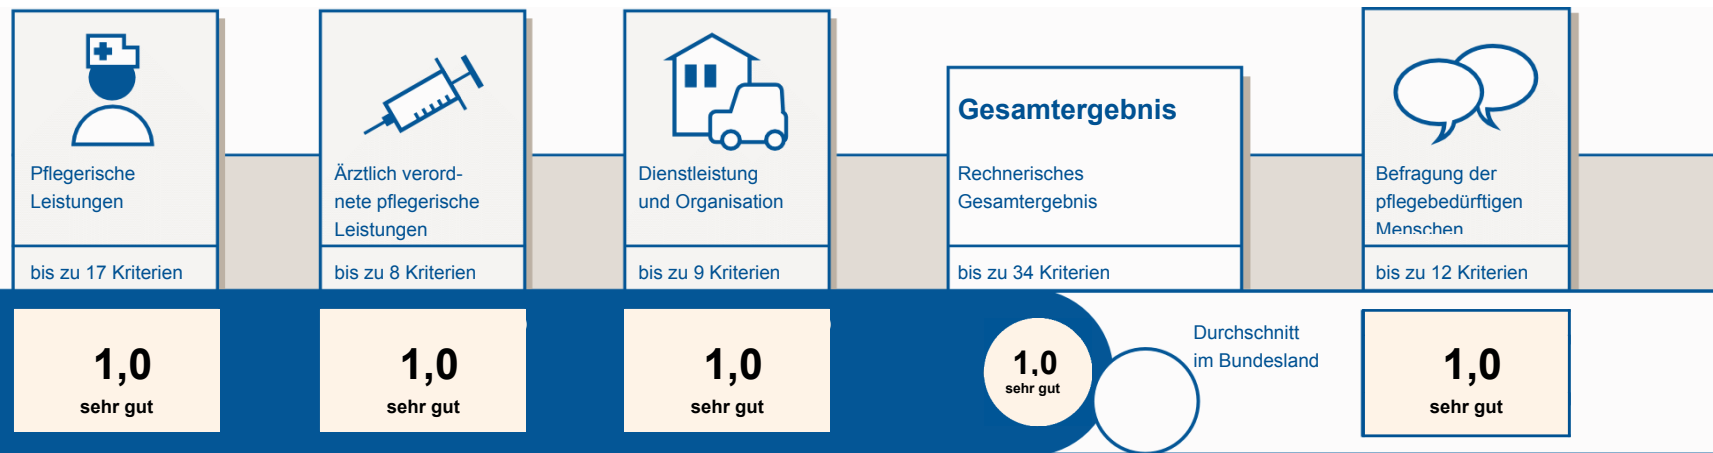 Pflegerische
Leistungen
bis zu 17 Kriterien
1,0
sehr gut
Ärztlich verord-
nete pflegerische
Leistungen
bis zu 8 Kriterien
1,0
sehr gut
Dienstleistung
und Organisation
bis zu 9 Kriterien
1,0
sehr gut
Gesamtergebnis
Rechnerisches
Gesamtergebnis
bis zu 34 Kriterien
1,0
sehr gut
Durchschnitt
im Bundesland
Befragung der
pflegebedürftigen
Menschen
bis zu 12 Kriterien
1,0
sehr gut